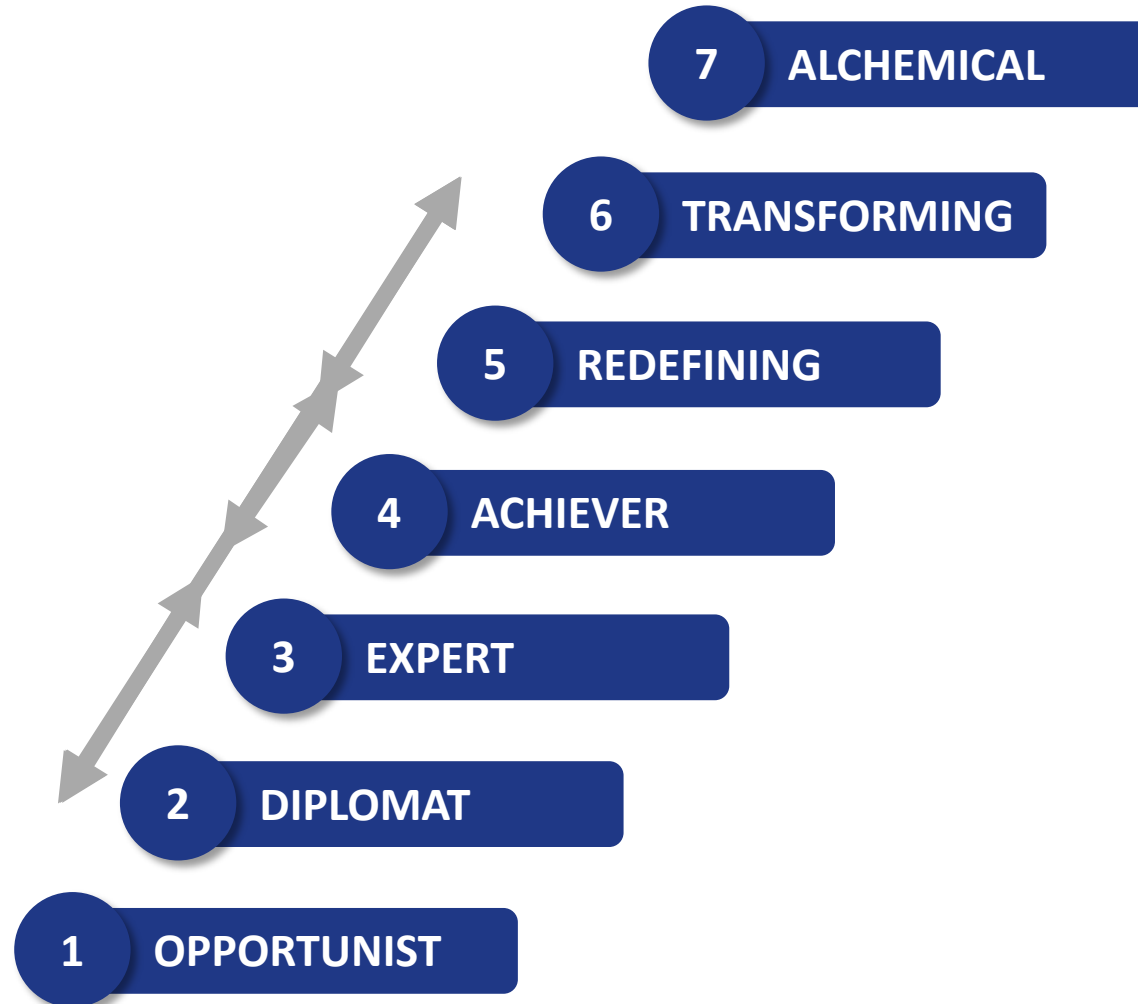 7 ALCHEMICAL
6 TRANSFORMING
5 REDEFINING
4 ACHIEVER
3 EXPERT
2 DIPLOMAT
1 OPPORTUNIST